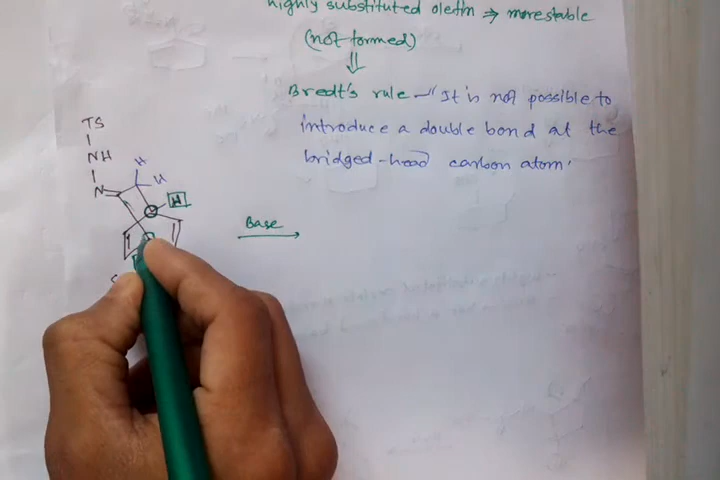 highly substituted olefin ⇒ more stable
(not formed)
⇓
Bredt's rule - "It is not possible to
introduce a double bond at the
bridged-head carbon atom.
TS
NH
N
H
H
H
Base